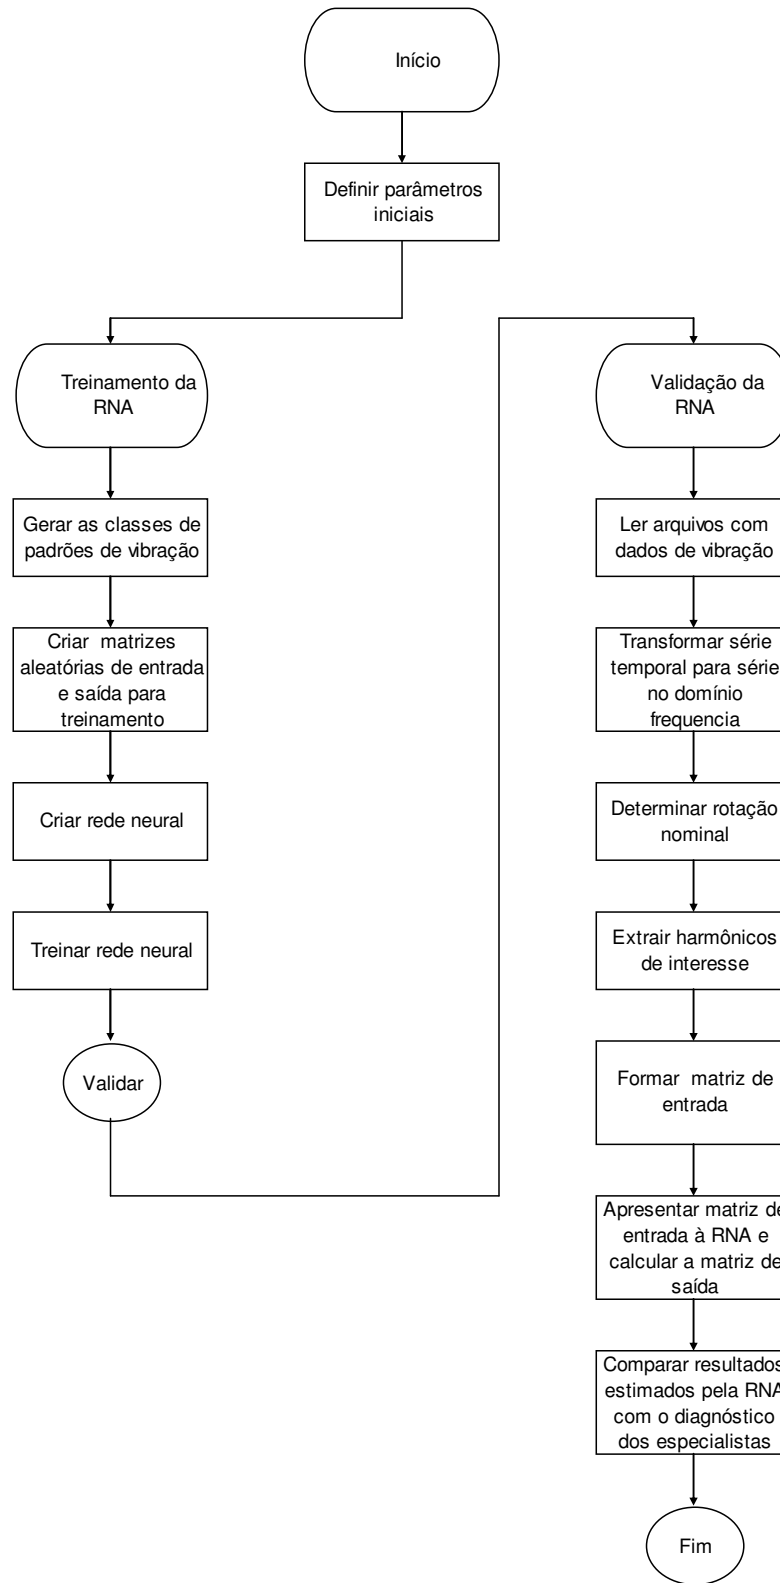 Início
Definir parâmetros
iniciais
Treinamento da
RNA
Gerar as classes de
padrões de vibração
Criar matrizes
aleatórias de entrada
e saída para
treinamento
Criar rede neural
Treinar rede neural
Validar
Validação da
RNA
Ler arquivos com
dados de vibração
Transformar série
temporal para série
no domínio
frequencia
Determinar rotação
nominal
Extrair harmônicos
de interesse
Formar matriz de
entrada
Apresentar matriz de
entrada à RNA e
calcular a matriz de
saída
Comparar resultados
estimados pela RNA
com o diagnóstico
dos especialistas
Fim